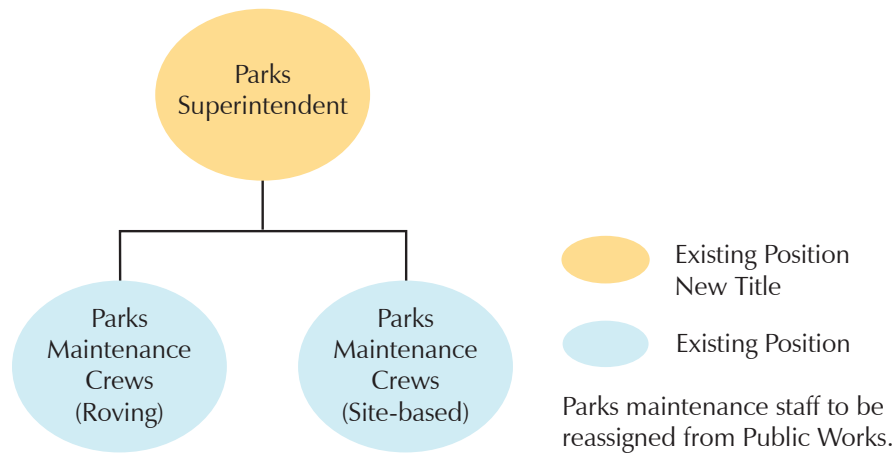 Parks
Superintendent
Parks
Maintenance
Crews
(Roving)
Parks
Maintenance
Crews
(Site-based)
Existing Position
New Title
Existing Position
Parks maintenance staff to be
reassigned from Public Works.